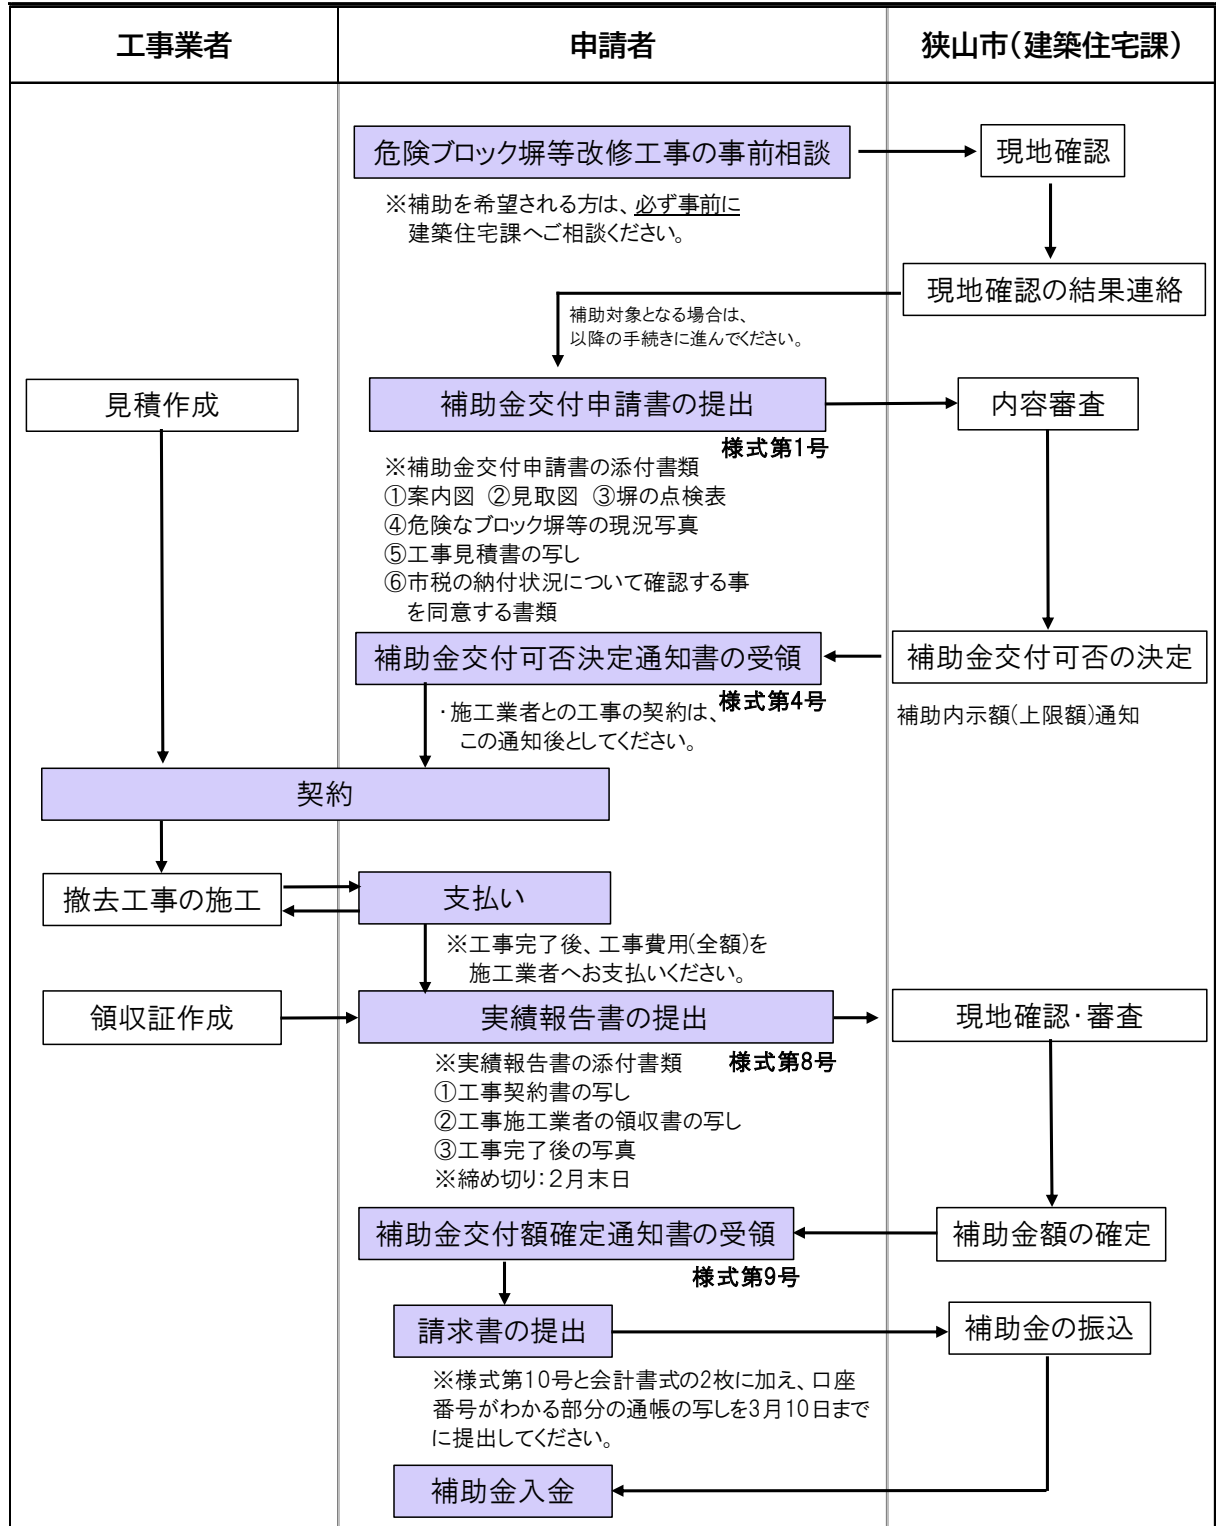 工事業者
申請者
狭山市(建築住宅課)
危険ブロック塀等改修工事の事前相談
現地確認
※補助を希望される方は、必ず事前に
建築住宅課へご相談ください。
現地確認の結果連絡
補助対象となる場合は、
以降の手続きに進んでください。
見積作成
補助金交付申請書の提出
内容審査
様式第1号
※補助金交付申請書の添付書類
①案内図 ②見取図 ③塀の点検表
④危険なブロック塀等の現況写真
⑤工事見積書の写し
⑥市税の納付状況について確認する事
を同意する書類
補助金交付可否決定通知書の受領
補助金交付可否の決定
様式第4号
・施工業者との工事の契約は、
この通知後としてください。
補助内示額(上限額)通知
契約
撤去工事の施工
支払い
※工事完了後、工事費用(全額)を
施工業者へお支払いください。
領収証作成
実績報告書の提出
現地確認・審査
※実績報告書の添付書類
様式第8号
①工事契約書の写し
②工事施工業者の領収書の写し
③工事完了後の写真
※締め切り：２月末日
補助金交付額確定通知書の受領
補助金額の確定
様式第9号
請求書の提出
補助金の振込
※様式第10号と会計書式の2枚に加え、口座
番号がわかる部分の通帳の写しを3月10日まで
に提出してください。
補助金入金